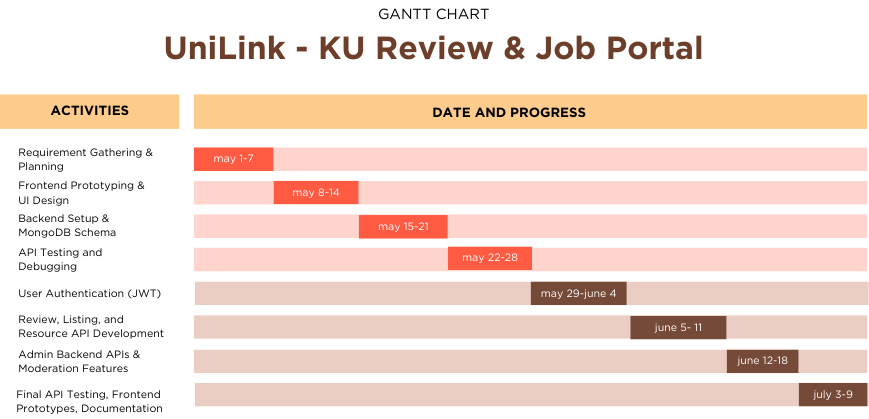 GANTT CHART
UniLink - KU Review & Job Portal
ACTIVITIES
DATE AND PROGRESS
Requirement Gathering &
Planning
may 1-7
Frontend Prototyping &
UI Design
may 8-14
Backend Setup &
MongoDB Schema
may 15-21
API Testing and
Debugging
may 22-28
User Authentication (JWT)
may 29-june 4
Review, Listing, and
Resource API Development
june 5- 11
Admin Backend APIs &
Moderation Features
june 12-18
Final API Testing, Frontend
Prototypes, Documentation
july 3-9